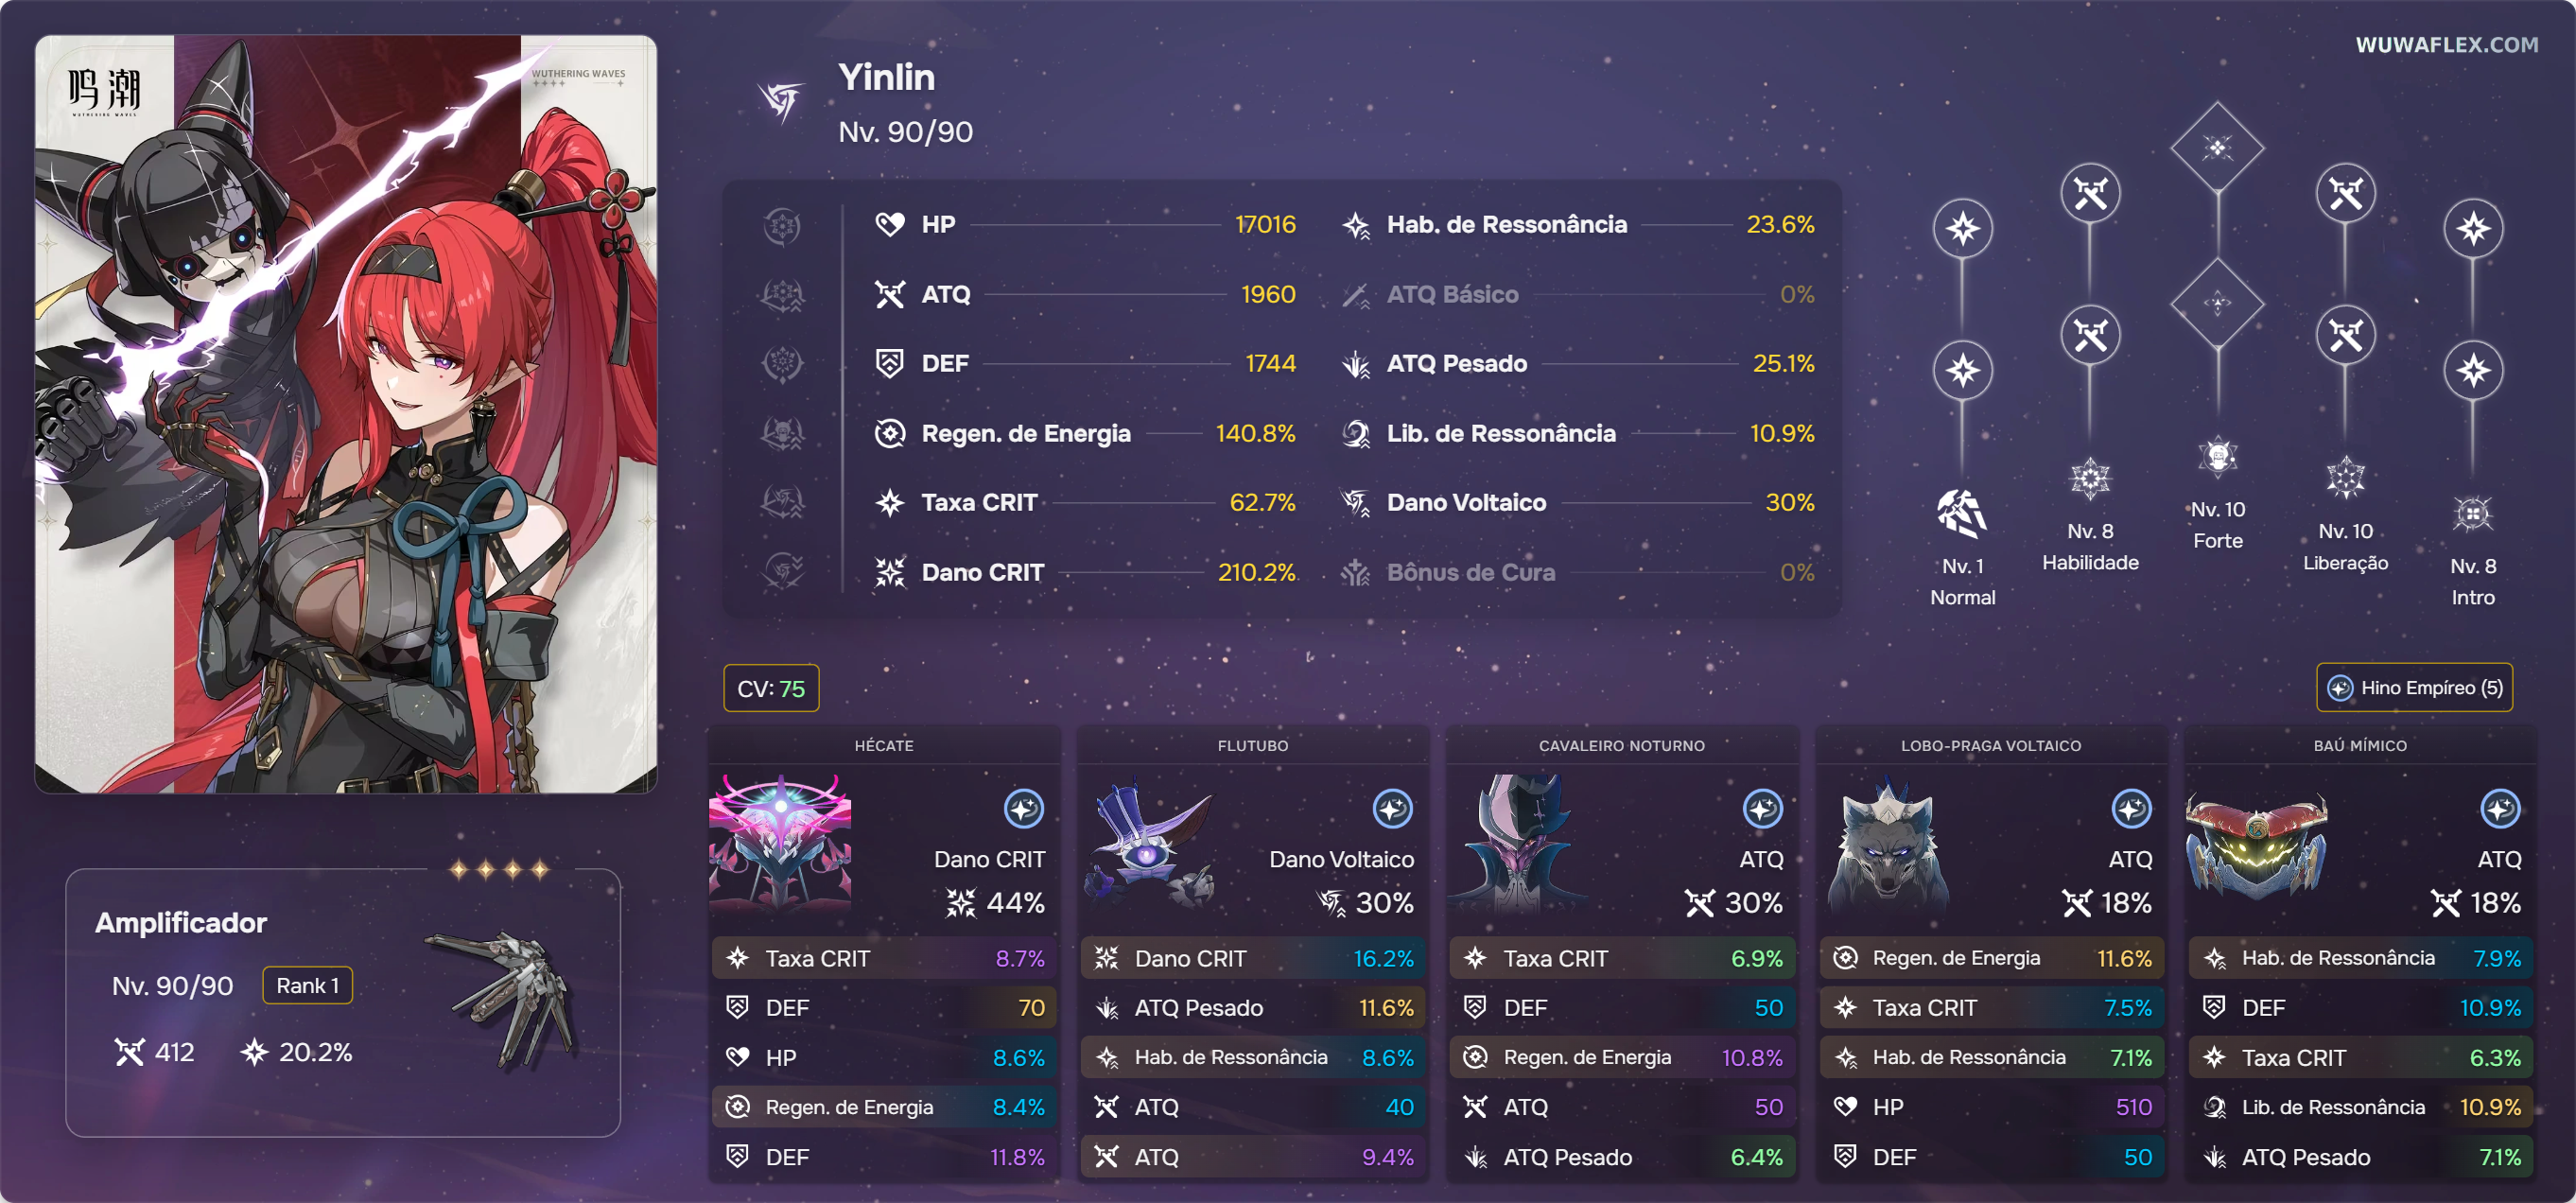 WUWAFLEX.COM
鸣潮
WUTHERING WAVES
WUTHERING WAVES
Yinlin
Nv. 90/90
HP 17016
ATQ 1960
DEF 1744
Regen. de Energia 140.8%
Taxa CRIT 62.7%
Dano CRIT 210.2%
Hab. de Ressonância 23.6%
ATQ Básico 0%
ATQ Pesado 25.1%
Lib. de Ressonância 10.9%
Dano Voltaico 30%
Bônus de Cura 0%
Nv. 1
Normal
Nv. 8
Habilidade
Nv. 10
Forte
Nv. 10
Liberação
Nv. 8
Intro
CV: 75
Hino Empíreo (5)
Amplificador
Nv. 90/90 Rank 1
412 20.2%
HÉCATE
Dano CRIT
44%
Taxa CRIT 8.7%
DEF 70
HP 8.6%
Regen. de Energia 8.4%
DEF 11.8%
FLUTUBO
Dano Voltaico
30%
Dano CRIT 16.2%
ATQ Pesado 11.6%
Hab. de Ressonância 8.6%
ATQ 40
ATQ 9.4%
CAVALEIRO NOTURNO
ATQ
30%
Taxa CRIT 6.9%
DEF 50
Regen. de Energia 10.8%
ATQ 50
ATQ Pesado 6.4%
LOBO-PRAGA VOLTAICO
ATQ
18%
Regen. de Energia 11.6%
Taxa CRIT 7.5%
Hab. de Ressonância 7.1%
HP 510
DEF 50
BAÚ MÍMICO
ATQ
18%
Hab. de Ressonância 7.9%
DEF 10.9%
Taxa CRIT 6.3%
Lib. de Ressonância 10.9%
ATQ Pesado 7.1%